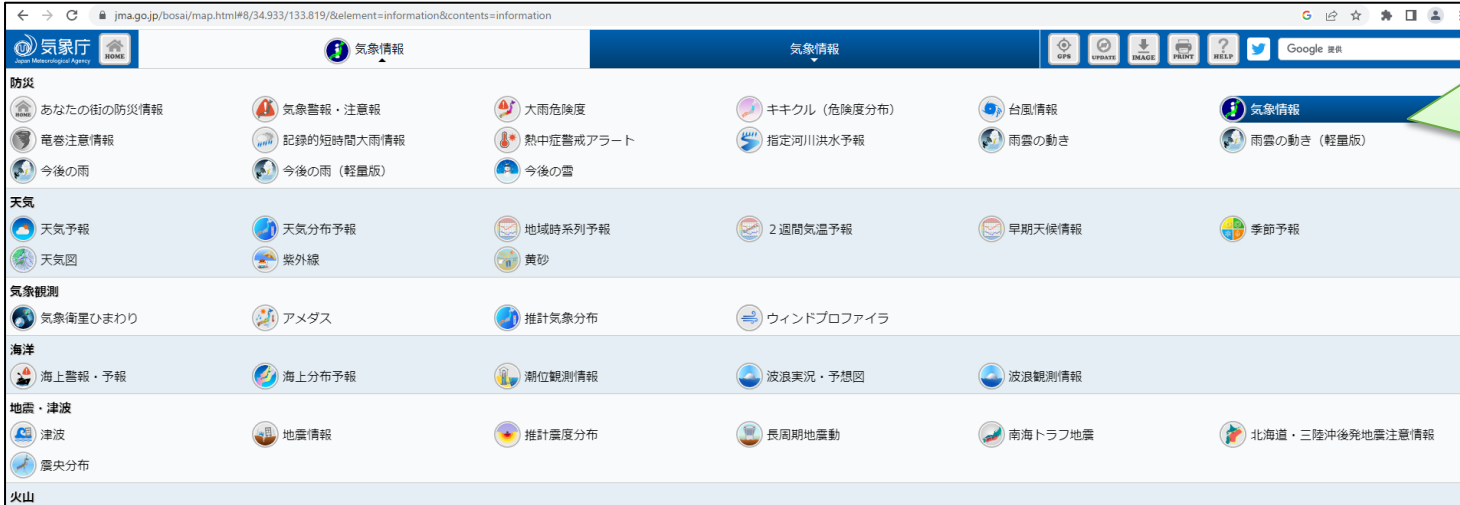 jma.go.jp/bosai/map.html#8/34.933/133.819/&element=information&contents=information
気象庁 Japan Meteorological Agency HOME 気象情報 気象情報 GPS UPDATE IMAGE PRINT ? HELP Google 提供
防災
あなたの街の防災情報 気象警報・注意報 大雨危険度 キキクル（危険度分布） 台風情報 気象情報
竜巻注意情報 記録的短時間大雨情報 熱中症警戒アラート 指定河川洪水予報 雨雲の動き 雨雲の動き（軽量版）
今後の雨 今後の雨（軽量版） 今後の雪
天気
天気予報 天気分布予報 地域時系列予報 ２週間気温予報 早期天候情報 季節予報
天気図 紫外線 黄砂
気象観測
気象衛星ひまわり アメダス 推計気象分布 ウィンドプロファイラ
海洋
海上警報・予報 海上分布予報 潮位観測情報 波浪実況・予想図 波浪観測情報
地震・津波
津波 地震情報 推計震度分布 長周期地震動 南海トラフ地震 北海道・三陸沖後発地震注意情報
震央分布
火山